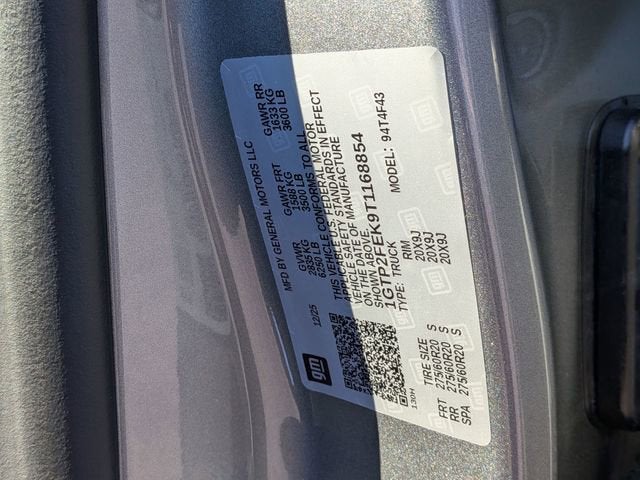 MFD BY GENERAL MOTORS LLC
12/25
GVWR GAWR FRT GAWR RR
2835 KG 1588 KG 1633 KG
6250 LB 3500 LB 3600 LB
THIS VEHICLE CONFORMS TO ALL
APPLICABLE U.S. FEDERAL MOTOR
VEHICLE SAFETY STANDARDS IN EFFECT
ON THE DATE OF MANUFACTURE
SHOWN ABOVE.
1GTP2FEK9T1168854
TYPE: TRUCK MODEL: 94T4F43
gm
130H
TIRE SIZE RIM
FRT 275/60R20 S 20X9J
RR 275/60R20 S 20X9J
SPA 275/60R20 S 20X9J